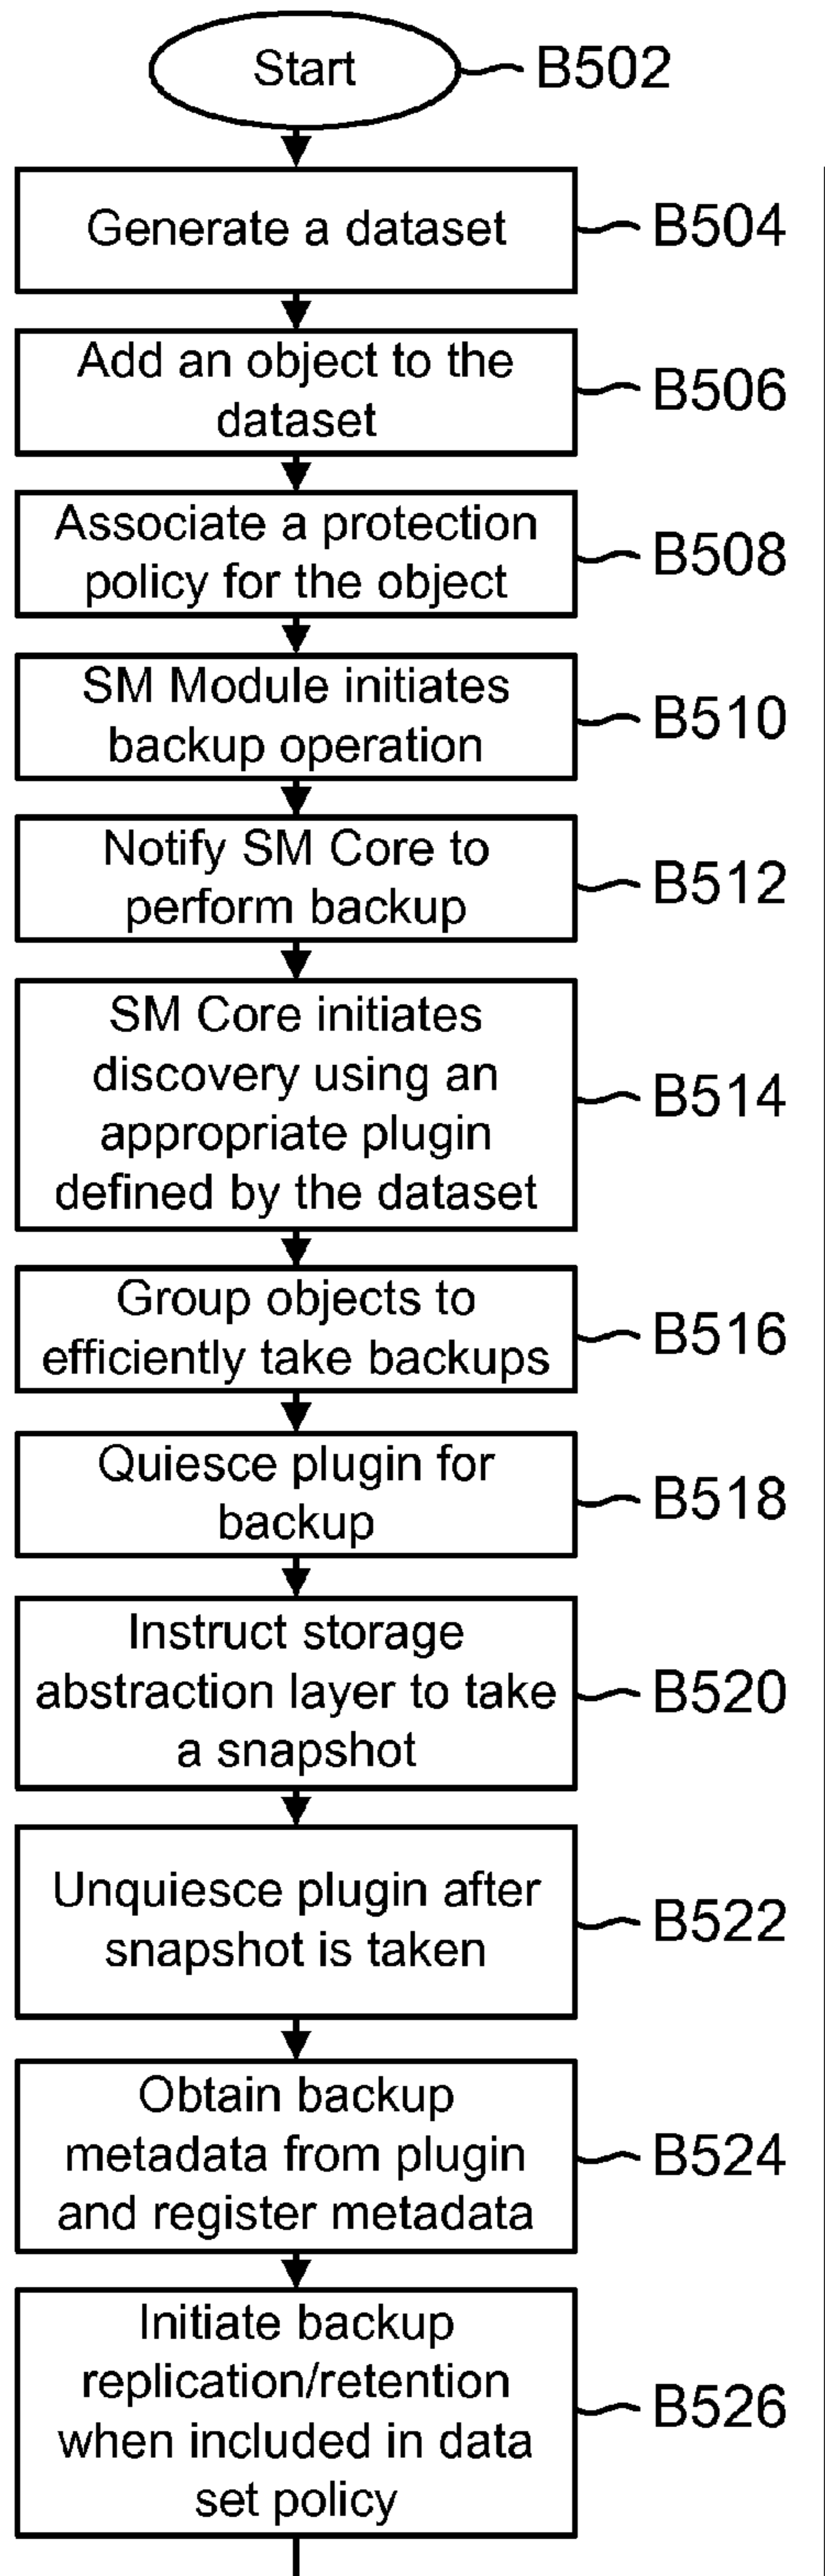 Start
B502
Generate a dataset
B504
Add an object to the
dataset
B506
Associate a protection
policy for the object
B508
SM Module initiates
backup operation
B510
Notify SM Core to
perform backup
B512
SM Core initiates
discovery using an
appropriate plugin
defined by the dataset
B514
Group objects to
efficiently take backups
B516
Quiesce plugin for
backup
B518
Instruct storage
abstraction layer to take
a snapshot
B520
Unquiesce plugin after
snapshot is taken
B522
Obtain backup
metadata from plugin
and register metadata
B524
Initiate backup
replication/retention
when included in data
set policy
B526